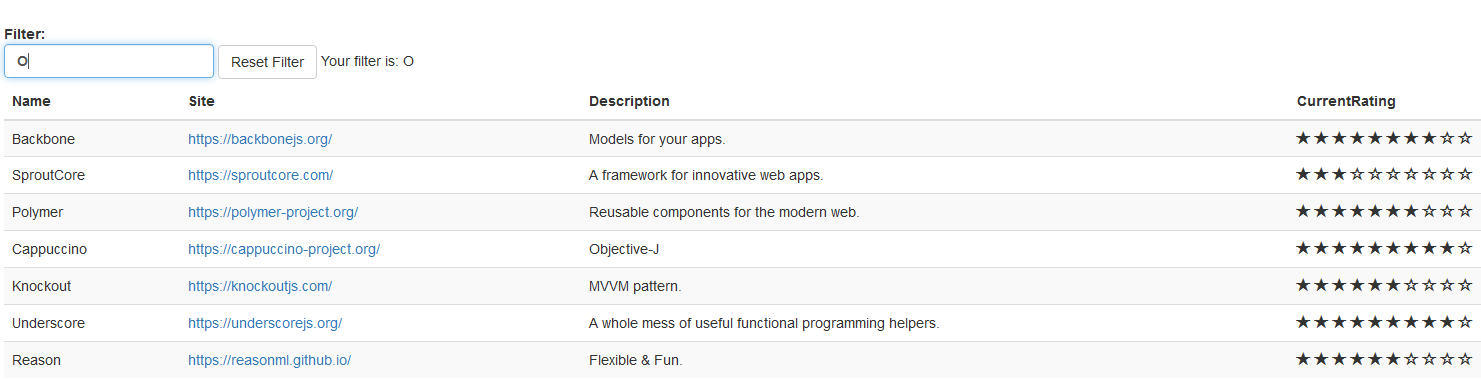 Filter:
O
Reset Filter
Your filter is: O
Name Site Description CurrentRating
Backbone https://backbonejs.org/ Models for your apps. ★★★★★★★★☆☆
SproutCore https://sproutcore.com/ A framework for innovative web apps. ★★★☆☆☆☆☆☆☆
Polymer https://polymer-project.org/ Reusable components for the modern web. ★★★★★★★☆☆☆
Cappuccino https://cappuccino-project.org/ Objective-J ★★★★★★★★★☆
Knockout https://knockoutjs.com/ MVVM pattern. ★★★★★★☆☆☆☆
Underscore https://underscorejs.org/ A whole mess of useful functional programming helpers. ★★★★★★★★★☆
Reason https://reasonml.github.io/ Flexible & Fun. ★★★★★★☆☆☆☆